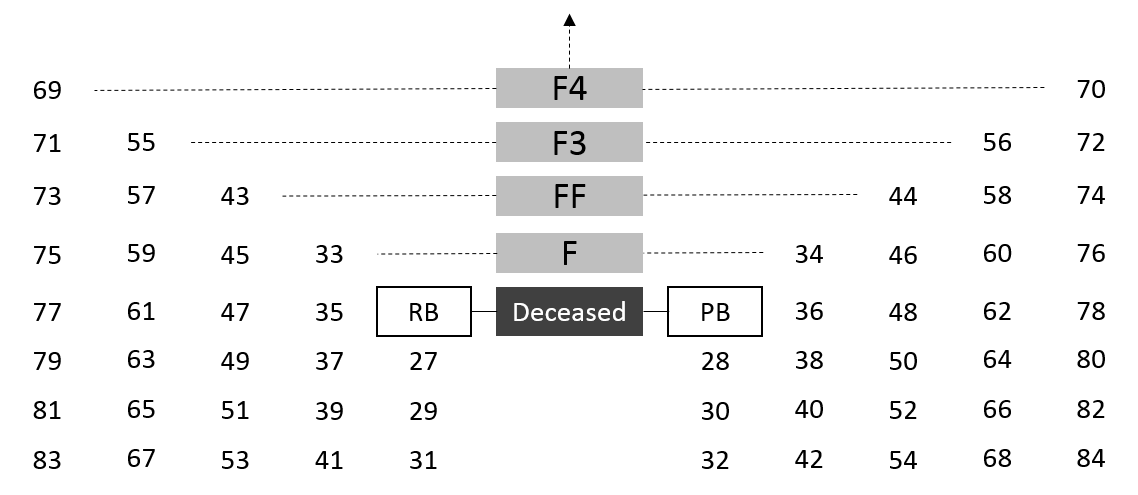 69 F4 70
71 55 F3 56 72
73 57 43 FF 44 58 74
75 59 45 33 F 34 46 60 76
77 61 47 35 RB Deceased PB 36 48 62 78
79 63 49 37 27 28 38 50 64 80
81 65 51 39 29 30 40 52 66 82
83 67 53 41 31 32 42 54 68 84